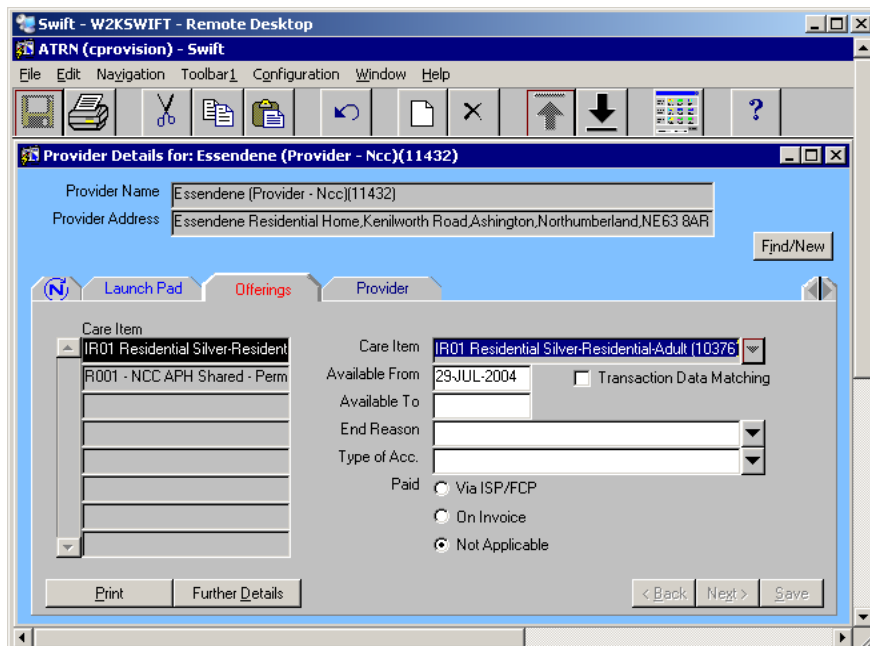 Swift - W2KSWIFT - Remote Desktop
ATRN (cprovision) - Swift
File Edit Navigation Toolbar1 Configuration Window Help
Provider Details for: Essendene (Provider - Ncc)(11432)
Provider Name Essendene (Provider - Ncc)(11432)
Provider Address Essendene Residential Home,Kenilworth Road,Ashington,Northumberland,NE63 8AR
Find/New
N Launch Pad Offerings Provider
Care Item
IR01 Residential Silver-Resident
R001 - NCC APH Shared - Perm
Care Item IR01 Residential Silver-Residential-Adult (10376
Available From 29-JUL-2004 Transaction Data Matching
Available To
End Reason
Type of Acc.
Paid Via ISP/FCP
On Invoice
Not Applicable
Print Further Details < Back Next > Save